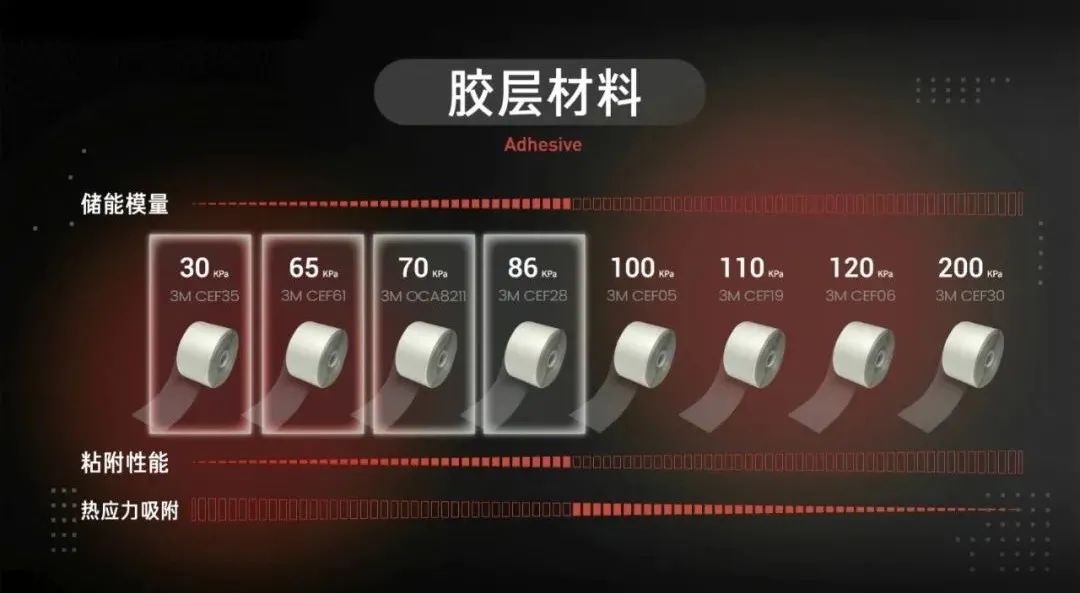 胶层材料
Adhesive
储能模量
30 KPa 65 KPa 70 KPa 86 KPa 100 KPa 110 KPa 120 KPa 200 KPa
3M CEF35 3M CEF61 3M OCA8211 3M CEF28 3M CEF05 3M CEF19 3M CEF06 3M CEF30
粘附性能
热应力吸附